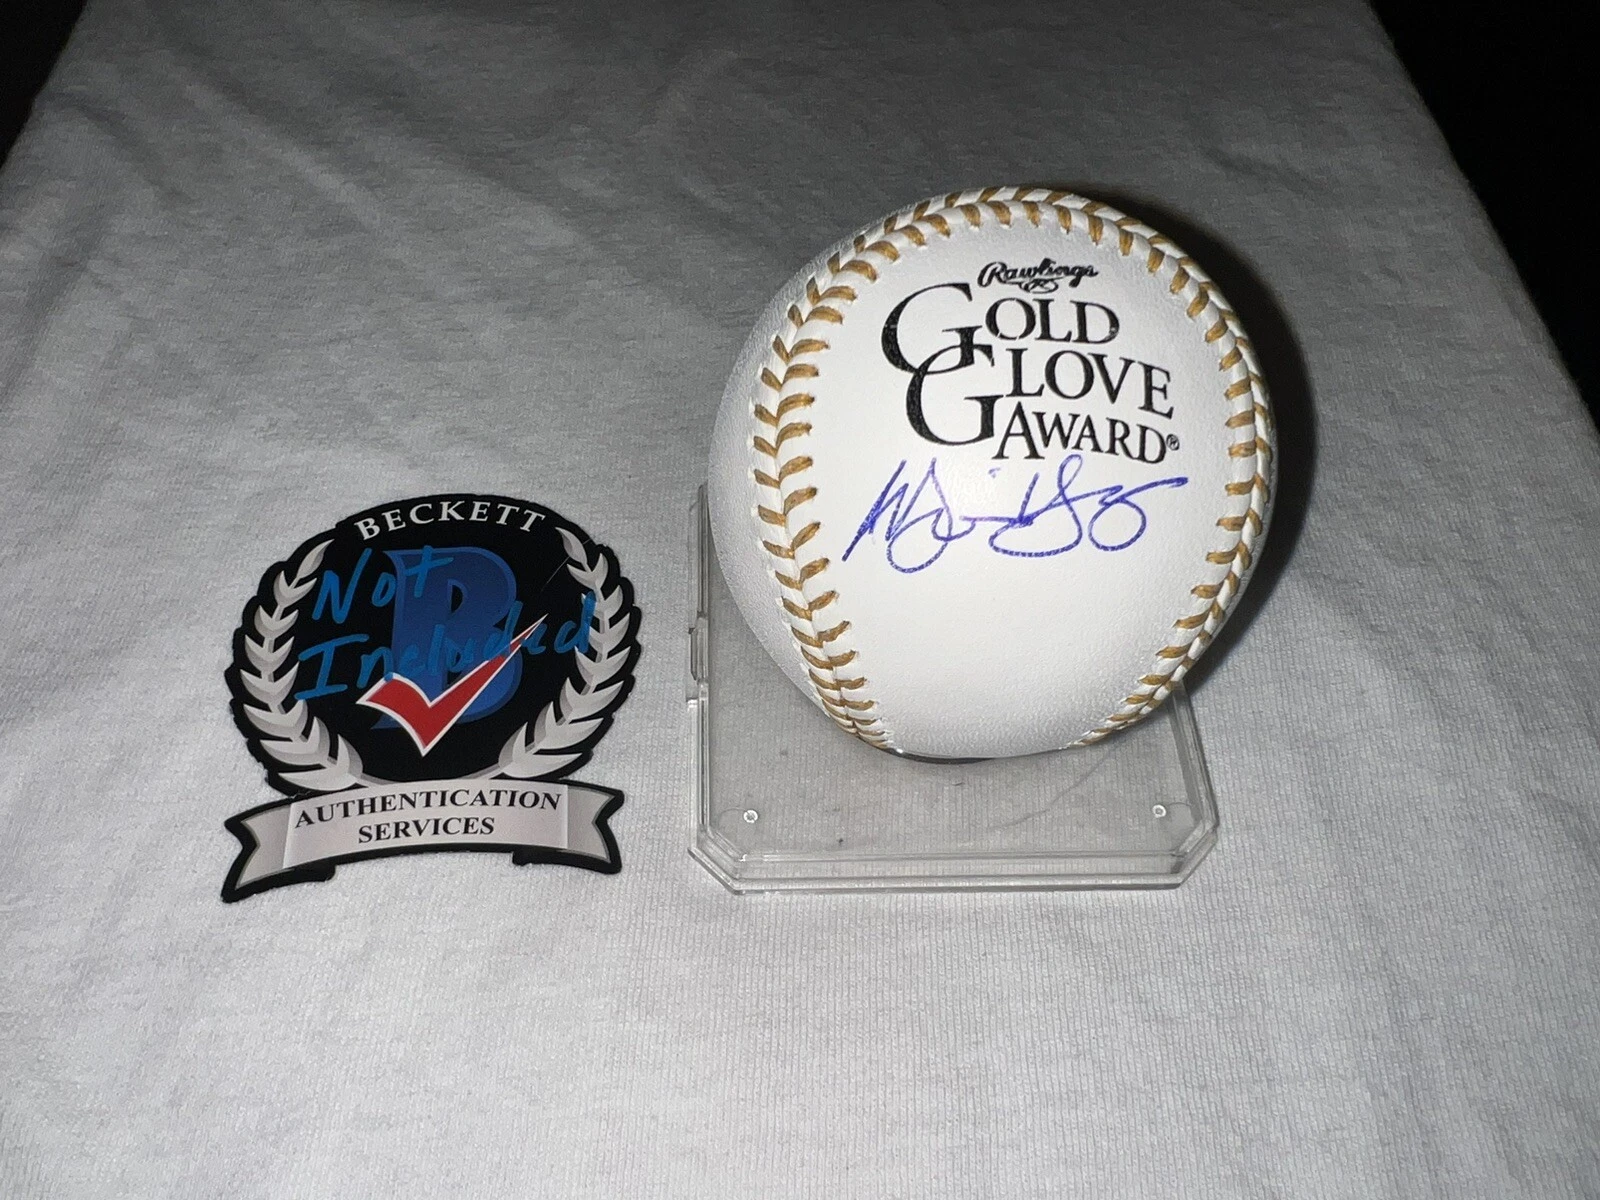 BECKETT
Not
Included
AUTHENTICATION
SERVICES
Rawlings
GOLD
GLOVE
AWARD®